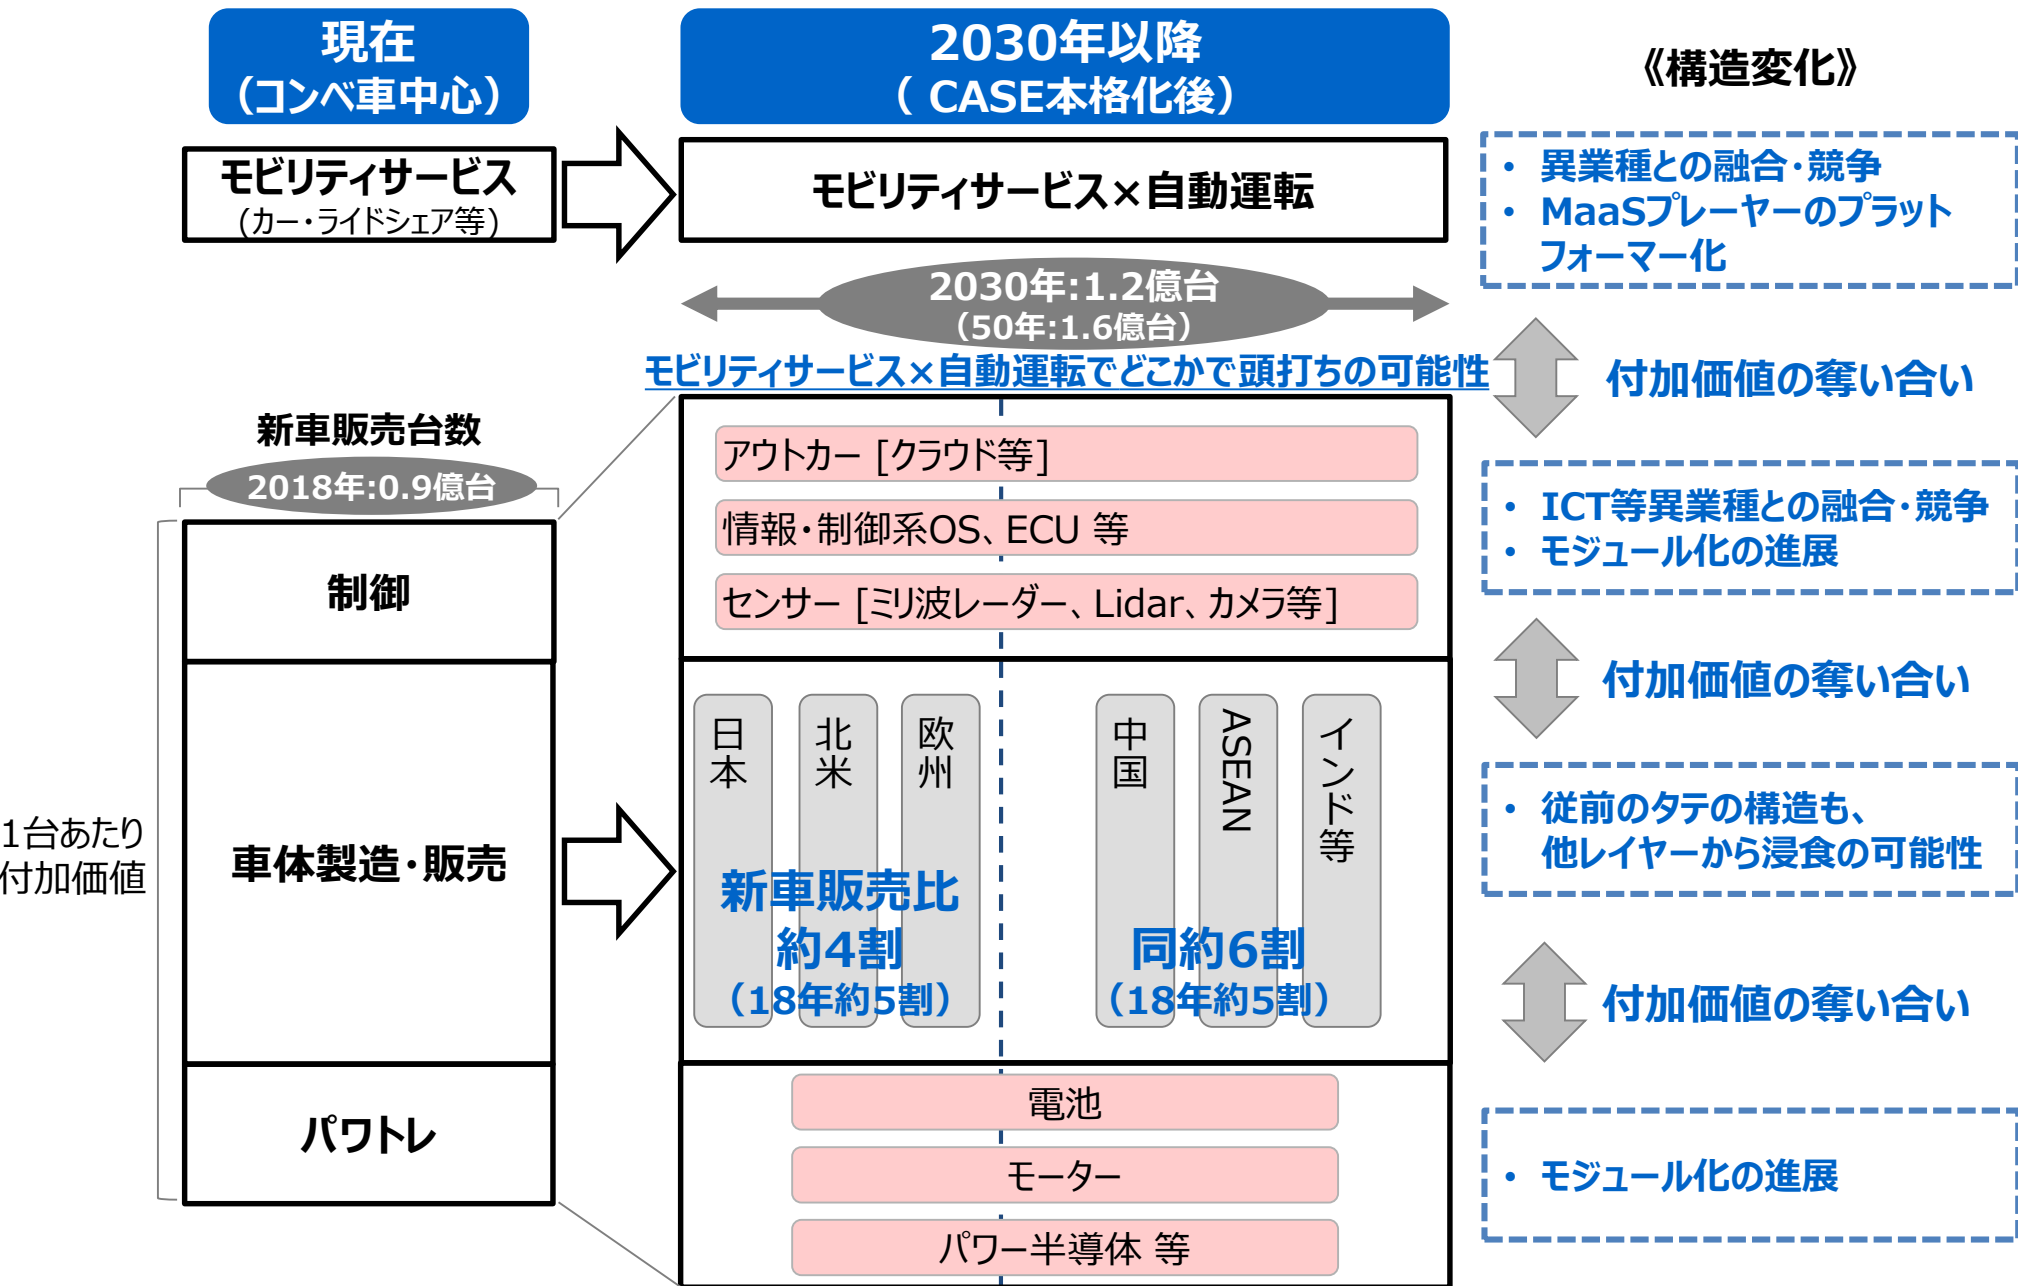 現在
（コンベ車中心）
2030年以降
（ CASE本格化後）
《構造変化》
モビリティサービス
(カー・ライドシェア等)
モビリティサービス×自動運転
• 異業種との融合・競争
• MaaSプレーヤーのプラット
フォーマー化
2030年:1.2億台
（50年:1.6億台）
モビリティサービス×自動運転でどこかで頭打ちの可能性
付加価値の奪い合い
新車販売台数
2018年:0.9億台
アウトカー [クラウド等]
情報・制御系OS、ECU 等
センサー [ミリ波レーダー、Lidar、カメラ等]
• ICT等異業種との融合・競争
• モジュール化の進展
制御
付加価値の奪い合い
1台あたり
付加価値
車体製造・販売
日本
北米
欧州
中国
ASEAN
インド等
新車販売比
約4割
（18年約5割）
同約6割
（18年約5割）
• 従前のタテの構造も、
他レイヤーから浸食の可能性
付加価値の奪い合い
パワトレ
電池
モーター
パワー半導体 等
• モジュール化の進展